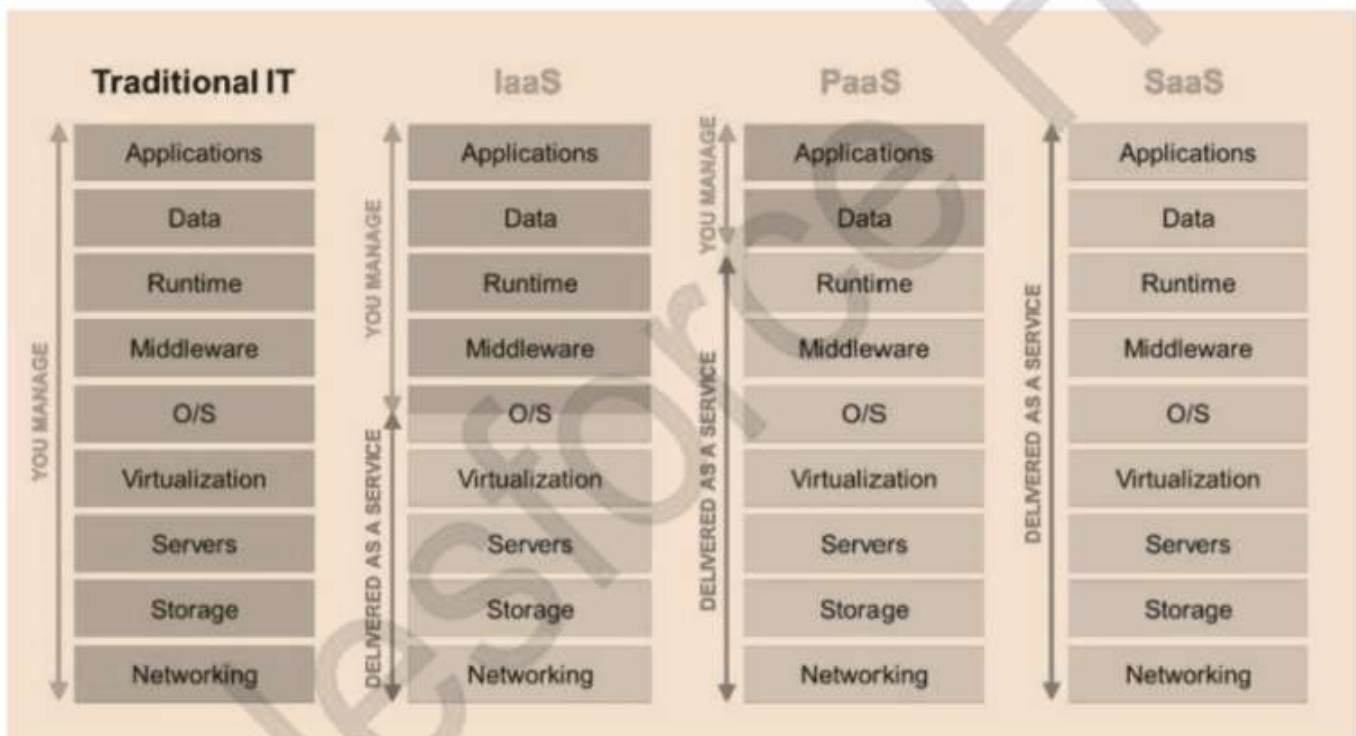 Traditional IT
IaaS
PaaS
SaaS
YOU MANAGE
Applications
Data
Runtime
Middleware
O/S
Virtualization
Servers
Storage
Networking
YOU MANAGE
DELIVERED AS A SERVICE
Applications
Data
Runtime
Middleware
O/S
Virtualization
Servers
Storage
Networking
YOU MANAGE
DELIVERED AS A SERVICE
Applications
Data
Runtime
Middleware
O/S
Virtualization
Servers
Storage
Networking
DELIVERED AS A SERVICE
Applications
Data
Runtime
Middleware
O/S
Virtualization
Servers
Storage
Networking
lesforce H